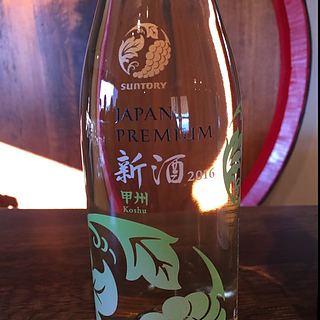 SUNTORY
JAPAN
PREMIUM
新酒 2016
甲州
Koshu